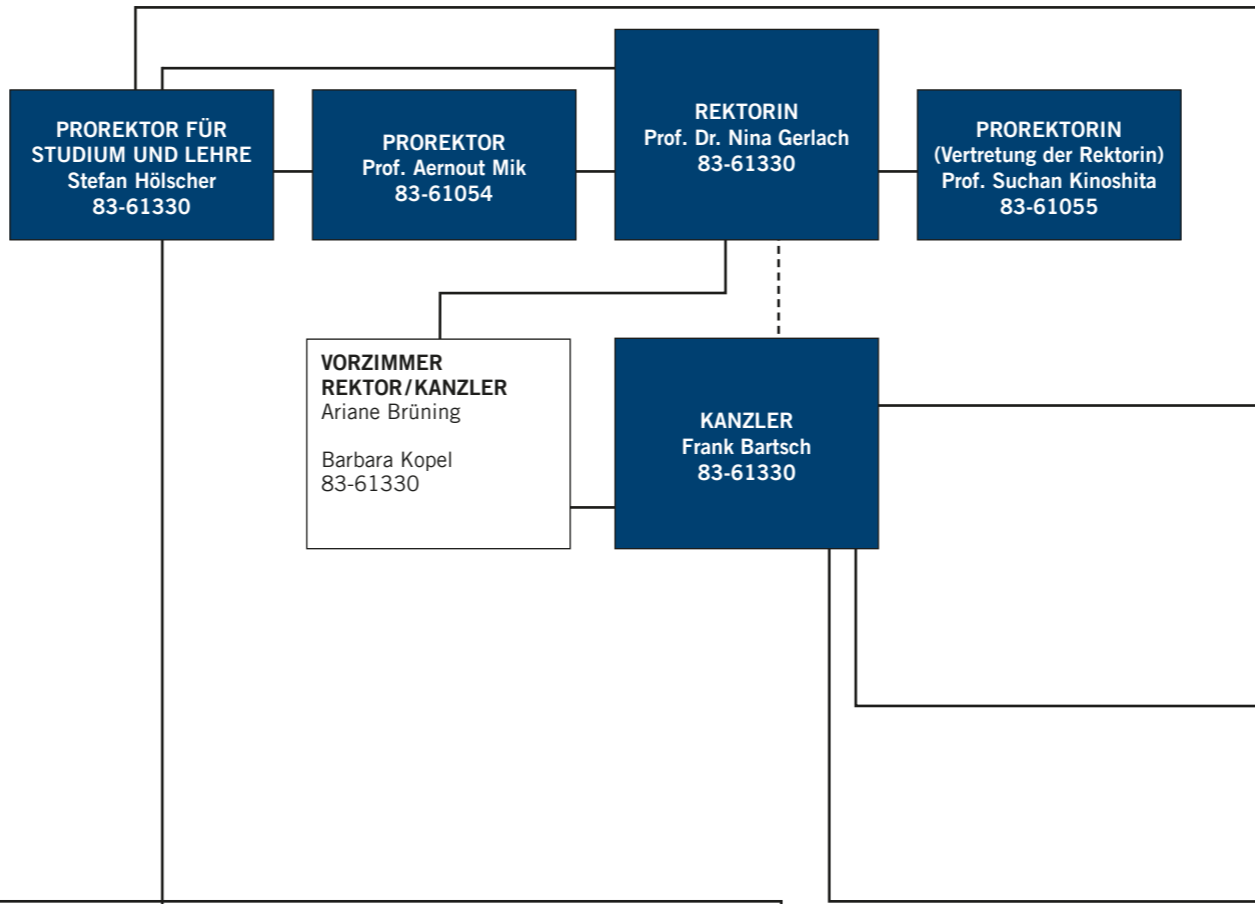 PROREKTOR FÜR
STUDIUM UND LEHRE
Stefan Hölscher
83-61330
PROREKTOR
Prof. Aernout Mik
83-61054
REKTORIN
Prof. Dr. Nina Gerlach
83-61330
PROREKTORIN
(Vertretung der Rektorin)
Prof. Suchan Kinoshita
83-61055
VORZIMMER
REKTOR/KANZLER
Ariane Brüning
Barbara Kopel
83-61330
KANZLER
Frank Bartsch
83-61330